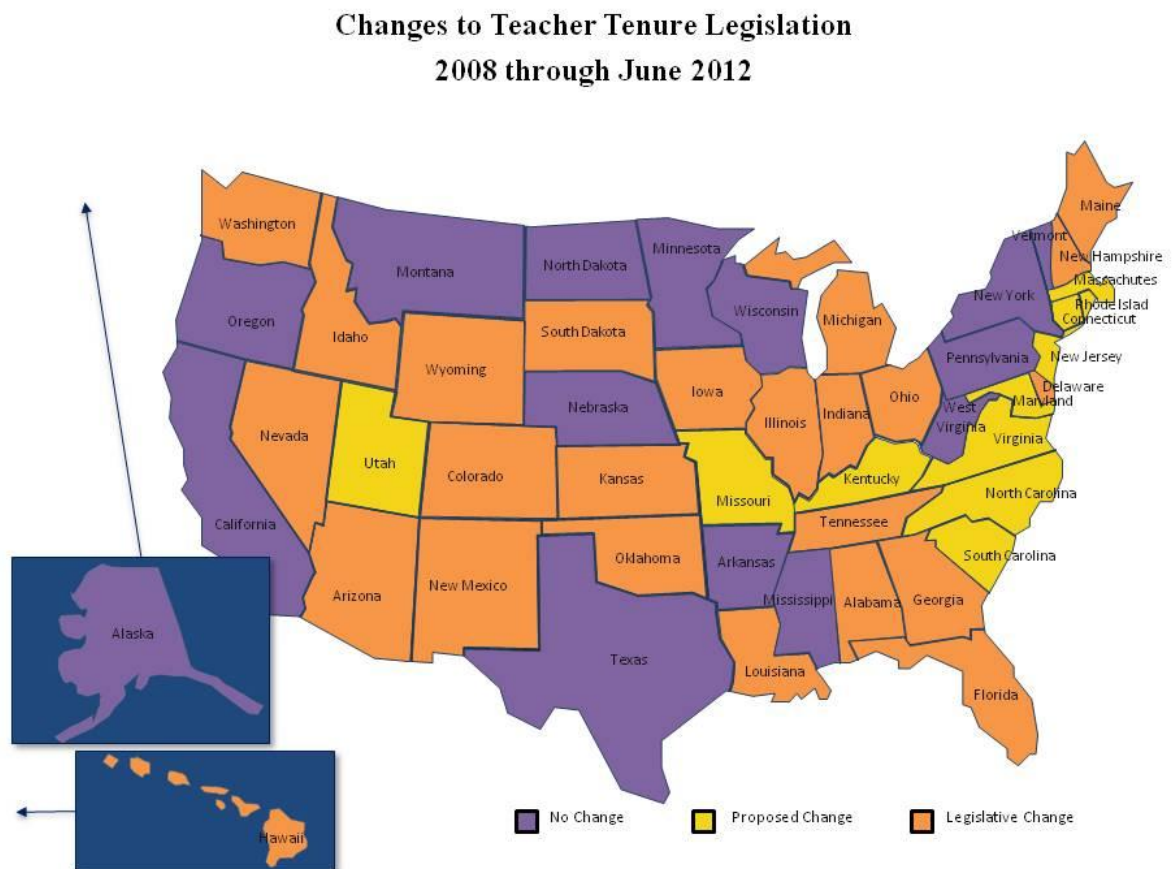 Changes to Teacher Tenure Legislation
2008 through June 2012
Washington
Maine
Montana
North Dakota
Minnesota
Vermont
New Hampshire
Massachutes
Rhode Islad
Connecticut
New York
Oregon
Idaho
Wyoming
South Dakota
Wisconsin
Michigan
Pennsylvania
New Jersey
Delaware
Maryland
Nebraska
Iowa
Illinois
Indiana
Ohio
West
Virginia
Virginia
Nevada
Utah
Colorado
Kansas
Missouri
Kentucky
North Carolina
California
Tennessee
South Carolina
Arizona
New Mexico
Oklahoma
Arkansas
Mississippi
Alabama
Georgia
Alaska
Texas
Louisiana
Florida
Hawaii
No Change
Proposed Change
Legislative Change